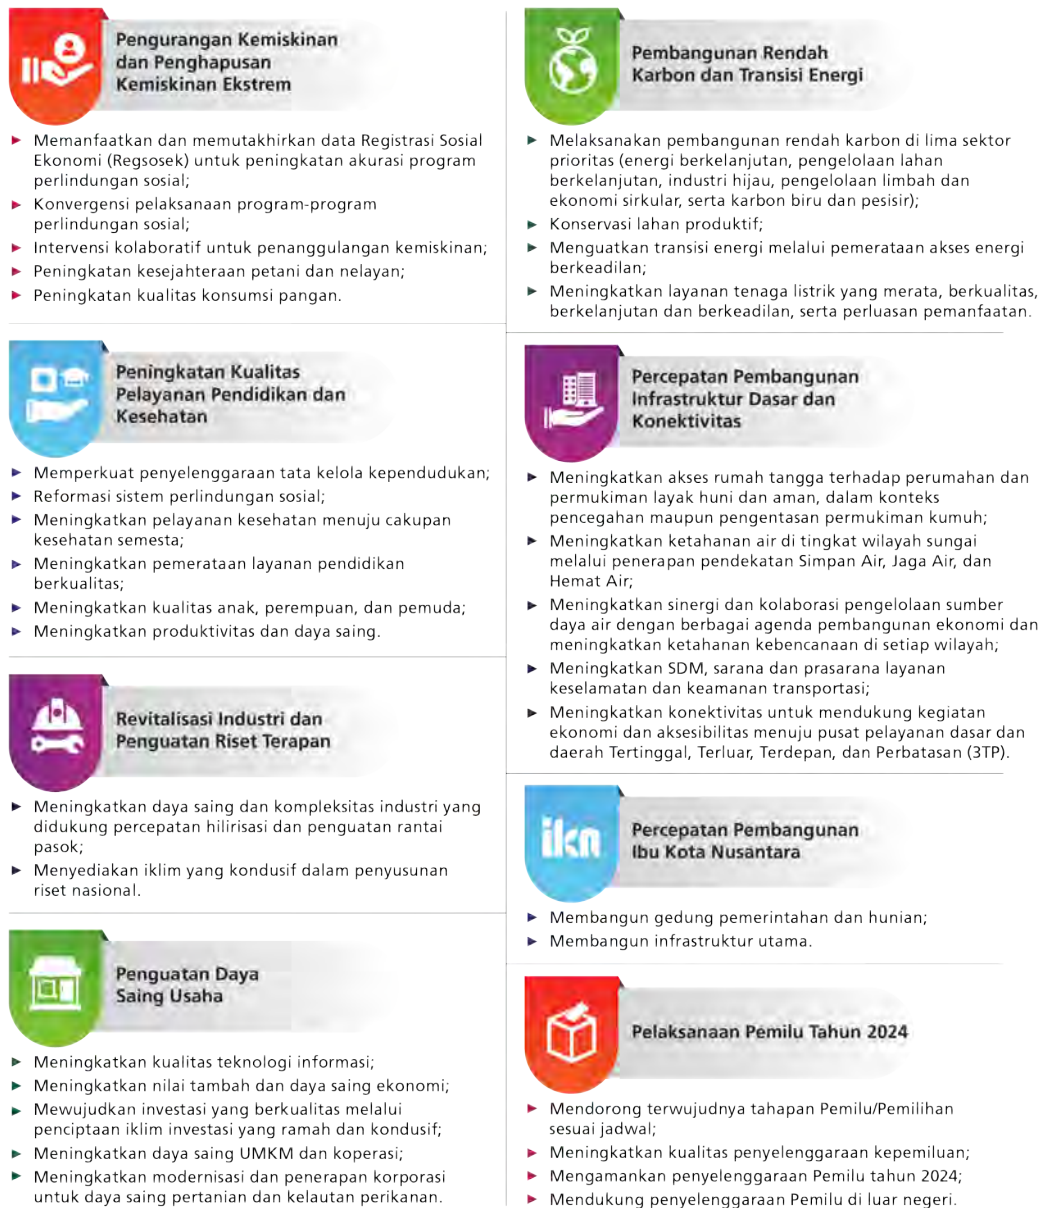 Pengurangan Kemiskinan
dan Penghapusan
Kemiskinan Ekstrem
Memanfaatkan dan memutakhirkan data Registrasi Sosial
Ekonomi (Regsosek) untuk peningkatan akurasi program
perlindungan sosial;
Konvergensi pelaksanaan program-program
perlindungan sosial;
Intervensi kolaboratif untuk penanggulangan kemiskinan;
Peningkatan kesejahteraan petani dan nelayan;
Peningkatan kualitas konsumsi pangan.
Peningkatan Kualitas
Pelayanan Pendidikan dan
Kesehatan
Memperkuat penyelenggaraan tata kelola kependudukan;
Reformasi sistem perlindungan sosial;
Meningkatkan pelayanan kesehatan menuju cakupan
kesehatan semesta;
Meningkatkan pemerataan layanan pendidikan
berkualitas;
Meningkatkan kualitas anak, perempuan, dan pemuda;
Meningkatkan produktivitas dan daya saing.
Revitalisasi Industri dan
Penguatan Riset Terapan
Meningkatkan daya saing dan kompleksitas industri yang
didukung percepatan hilirisasi dan penguatan rantai
pasok;
Menyediakan iklim yang kondusif dalam penyusunan
riset nasional.
Penguatan Daya
Saing Usaha
Meningkatkan kualitas teknologi informasi;
Meningkatkan nilai tambah dan daya saing ekonomi;
Mewujudkan investasi yang berkualitas melalui
penciptaan iklim investasi yang ramah dan kondusif;
Meningkatkan daya saing UMKM dan koperasi;
Meningkatkan modernisasi dan penerapan korporasi
untuk daya saing pertanian dan kelautan perikanan.
Pembangunan Rendah
Karbon dan Transisi Energi
Melaksanakan pembangunan rendah karbon di lima sektor
prioritas (energi berkelanjutan, pengelolaan lahan
berkelanjutan, industri hijau, pengelolaan limbah dan
ekonomi sirkular, serta karbon biru dan pesisir);
Konservasi lahan produktif;
Menguatkan transisi energi melalui pemerataan akses energi
berkeadilan;
Meningkatkan layanan tenaga listrik yang merata, berkualitas,
berkelanjutan dan berkeadilan, serta perluasan pemanfaatan.
Percepatan Pembangunan
Infrastruktur Dasar dan
Konektivitas
Meningkatkan akses rumah tangga terhadap perumahan dan
permukiman layak huni dan aman, dalam konteks
pencegahan maupun pengentasan permukiman kumuh;
Meningkatkan ketahanan air di tingkat wilayah sungai
melalui penerapan pendekatan Simpan Air, Jaga Air, dan
Hemat Air;
Meningkatkan sinergi dan kolaborasi pengelolaan sumber
daya air dengan berbagai agenda pembangunan ekonomi dan
meningkatkan ketahanan kebencanaan di setiap wilayah;
Meningkatkan SDM, sarana dan prasarana layanan
keselamatan dan keamanan transportasi;
Meningkatkan konektivitas untuk mendukung kegiatan
ekonomi dan aksesibilitas menuju pusat pelayanan dasar dan
daerah Tertinggal, Terluar, Terdepan, dan Perbatasan (3TP).
ikn
Percepatan Pembangunan
Ibu Kota Nusantara
Membangun gedung pemerintahan dan hunian;
Membangun infrastruktur utama.
Pelaksanaan Pemilu Tahun 2024
Mendorong terwujudnya tahapan Pemilu/Pemilihan
sesuai jadwal;
Meningkatkan kualitas penyelenggaraan kepemiluan;
Mengamankan penyelenggaraan Pemilu tahun 2024;
Mendukung penyelenggaraan Pemilu di luar negeri.